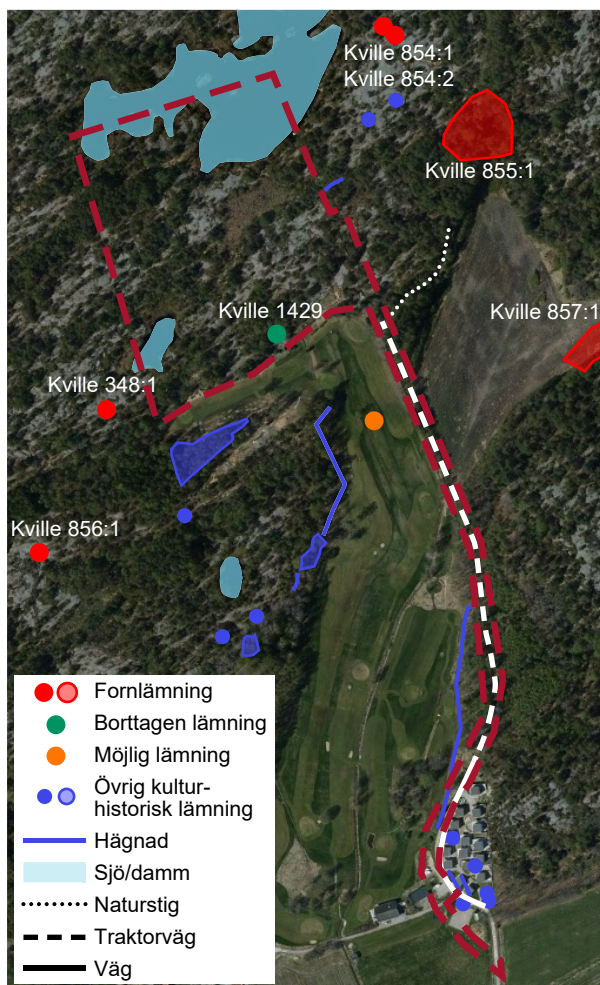 Kville 854:1
Kville 854:2
Kville 855:1
Kville 1429
Kville 857:1
Kville 348:1
Kville 856:1
Fornlämning
Borttagen lämning
Möjlig lämning
Övrig kultur-
historisk lämning
Hägnad
Sjö/damm
Naturstig
Traktorväg
Väg